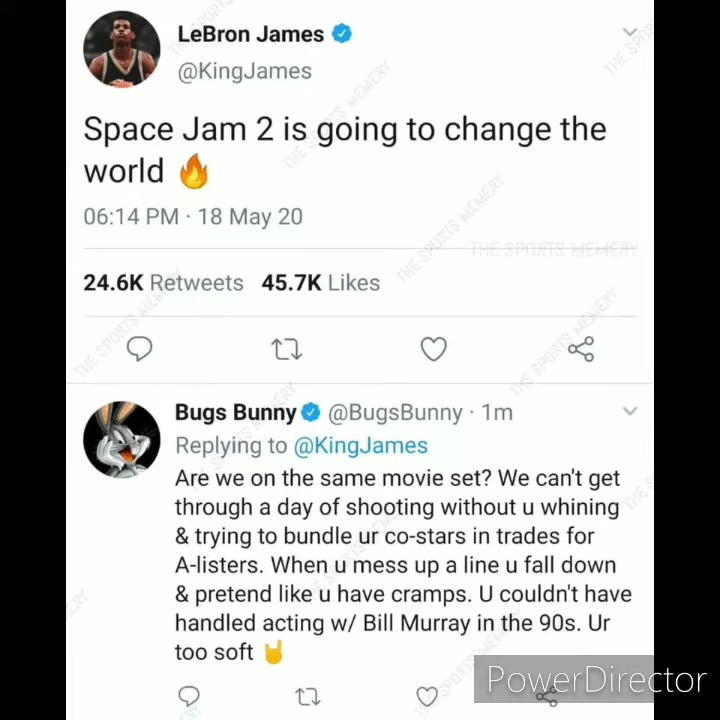 LeBron James
@KingJames
Space Jam 2 is going to change the
world 🔥
06:14 PM · 18 May 20
THE SPORTS MEMERY
24.6K Retweets 45.7K Likes
Bugs Bunny @BugsBunny · 1m
Replying to @KingJames
Are we on the same movie set? We can't get
through a day of shooting without u whining
& trying to bundle ur co-stars in trades for
A-listers. When u mess up a line u fall down
& pretend like u have cramps. U couldn't have
handled acting w/ Bill Murray in the 90s. Ur
too soft 🤘
PowerDirector